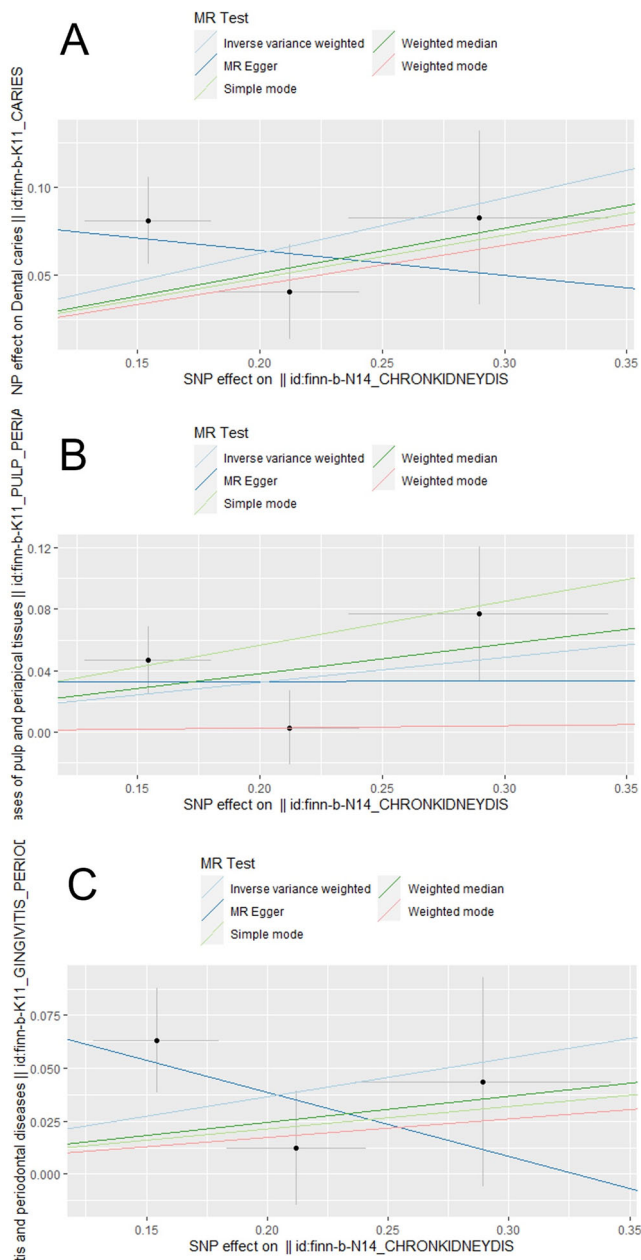 A
MR Test
Inverse variance weighted
Weighted median
MR Egger
Weighted mode
Simple mode
NP effect on Dental caries || id:finn-b-K11_CARIES
0.10
0.05
0.15
0.20
0.25
0.30
0.35
SNP effect on || id:finn-b-N14_CHRONKIDNEYDIS
B
MR Test
Inverse variance weighted
Weighted median
MR Egger
Weighted mode
Simple mode
ases of pulp and periapical tissues || id:finn-b-K11_PULP_PERIA
0.12
0.08
0.04
0.00
0.15
0.20
0.25
0.30
0.35
SNP effect on || id:finn-b-N14_CHRONKIDNEYDIS
C
MR Test
Inverse variance weighted
Weighted median
MR Egger
Weighted mode
Simple mode
tis and periodontal diseases || id:finn-b-K11_GINGIVITIS_PERIOD
0.075
0.050
0.025
0.000
0.15
0.20
0.25
0.30
0.35
SNP effect on || id:finn-b-N14_CHRONKIDNEYDIS